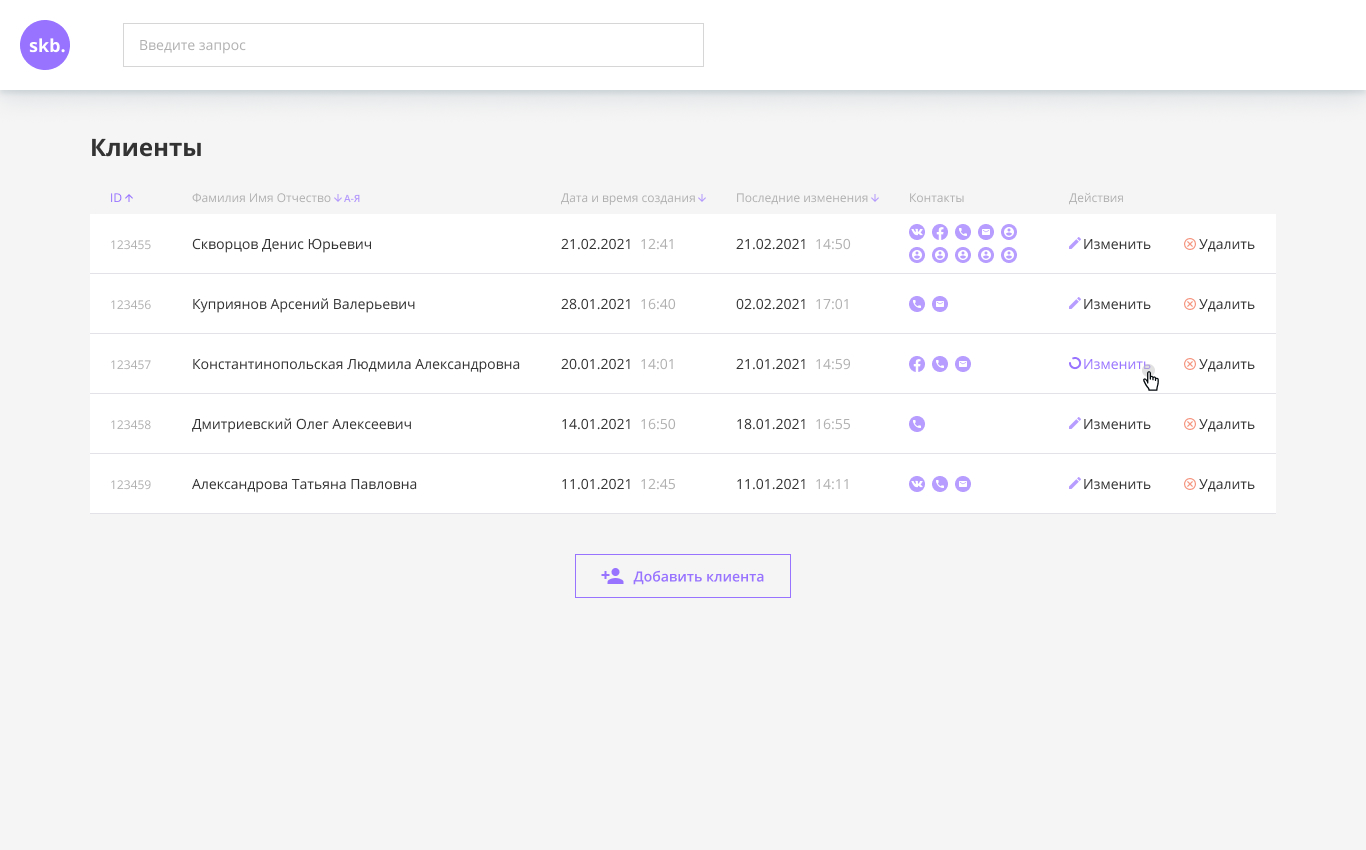 skb.
Введите запрос
Клиенты
ID Фамилия Имя Отчество А-Я Дата и время создания Последние изменения Контакты Действия
123455 Скворцов Денис Юрьевич 21.02.2021 12:41 21.02.2021 14:50 Изменить Удалить
123456 Куприянов Арсений Валерьевич 28.01.2021 16:40 02.02.2021 17:01 Изменить Удалить
123457 Константинопольская Людмила Александровна 20.01.2021 14:01 21.01.2021 14:59 Изменить Удалить
123458 Дмитриевский Олег Алексеевич 14.01.2021 16:50 18.01.2021 16:55 Изменить Удалить
123459 Александрова Татьяна Павловна 11.01.2021 12:45 11.01.2021 14:11 Изменить Удалить
Добавить клиента